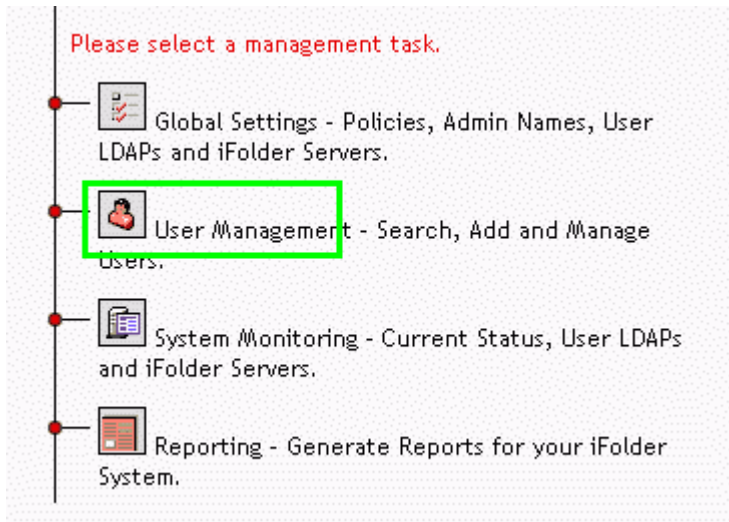 Please select a management task.
Global Settings - Policies, Admin Names, User
LDAPs and iFolder Servers.
User Management - Search, Add and Manage
Users.
System Monitoring - Current Status, User LDAPs
and iFolder Servers.
Reporting - Generate Reports for your iFolder
System.